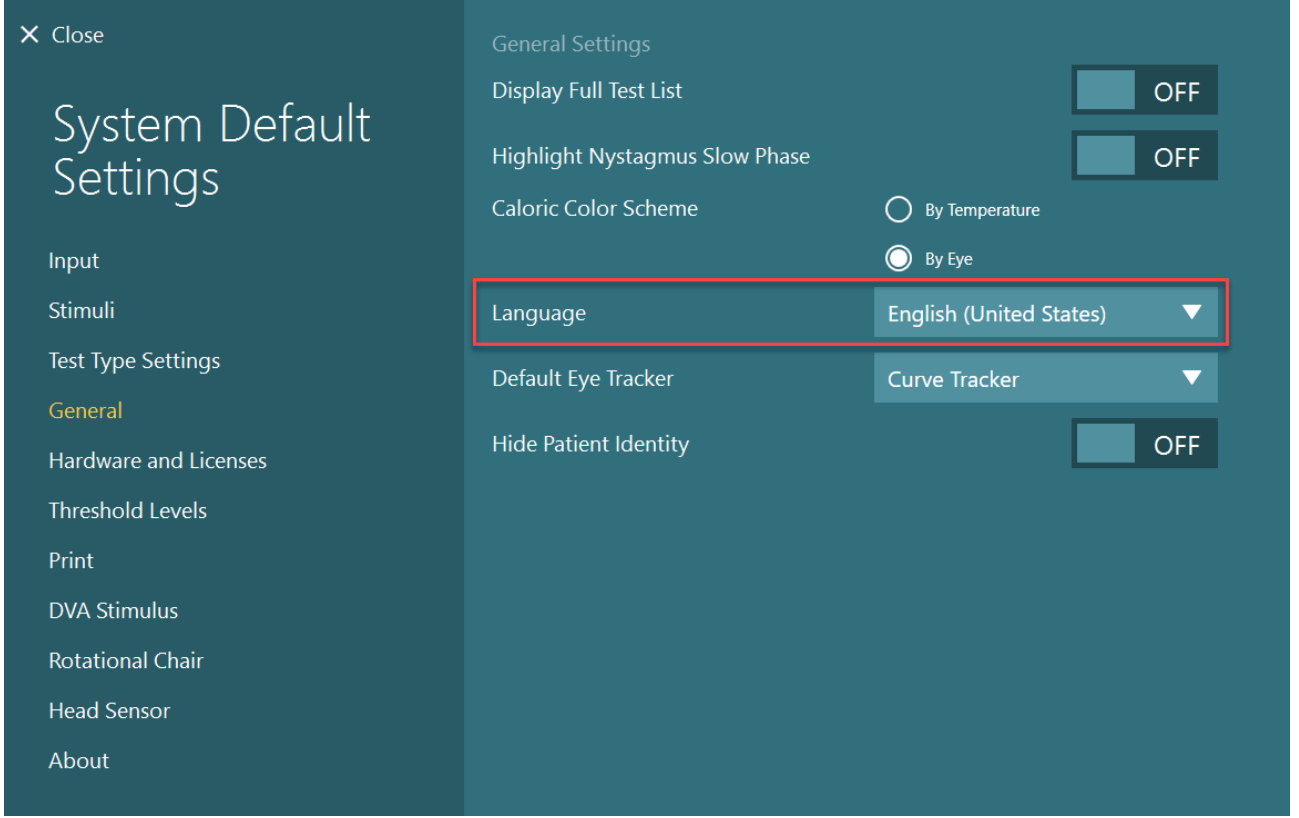 Close
System Default
Settings
Input
Stimuli
Test Type Settings
General
Hardware and Licenses
Threshold Levels
Print
DVA Stimulus
Rotational Chair
Head Sensor
About
General Settings
Display Full Test List OFF
Highlight Nystagmus Slow Phase OFF
Caloric Color Scheme By Temperature
By Eye
Language English (United States)
Default Eye Tracker Curve Tracker
Hide Patient Identity OFF